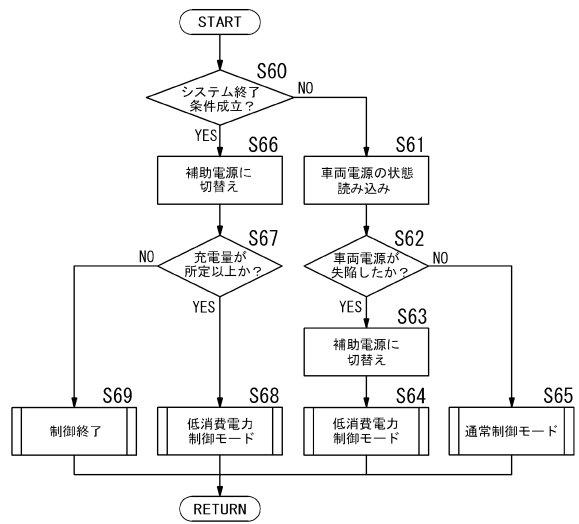 START
S60
システム終了
条件成立?
NO
YES
S66
補助電源に
切替え
S61
車両電源の状態
読み込み
S67
充電量が
所定以上か?
NO
YES
S62
車両電源が
失陥したか?
NO
YES
S63
補助電源に
切替え
S69
制御終了
S68
低消費電力
制御モード
S64
低消費電力
制御モード
S65
通常制御モード
RETURN